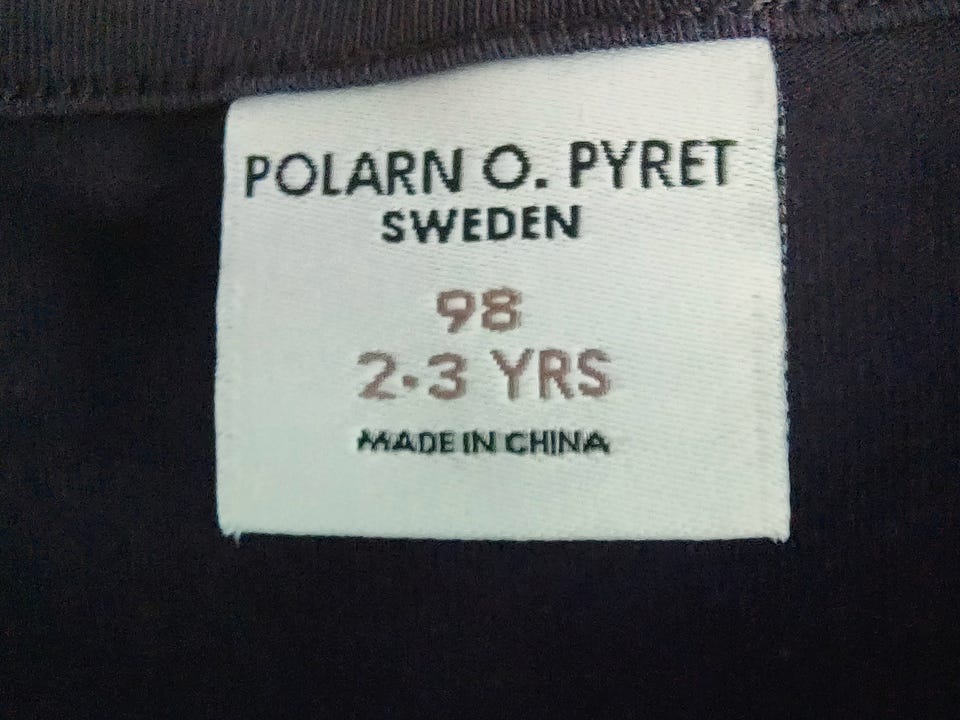 POLARN O. PYRET
SWEDEN
98
2-3 YRS
MADE IN CHINA